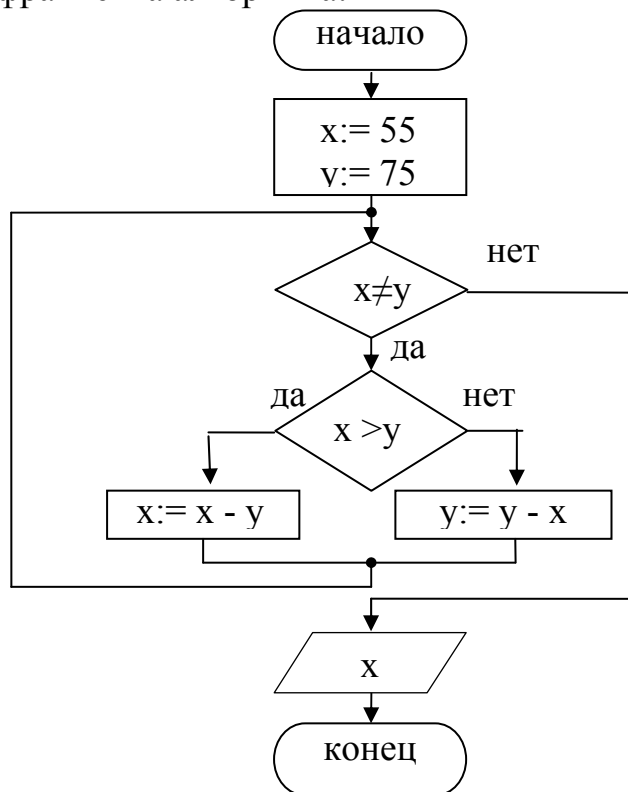 начало
x:= 55
y:= 75
нет
x≠y
да
да
нет
x >y
x:= x - y
y:= y - x
x
конец